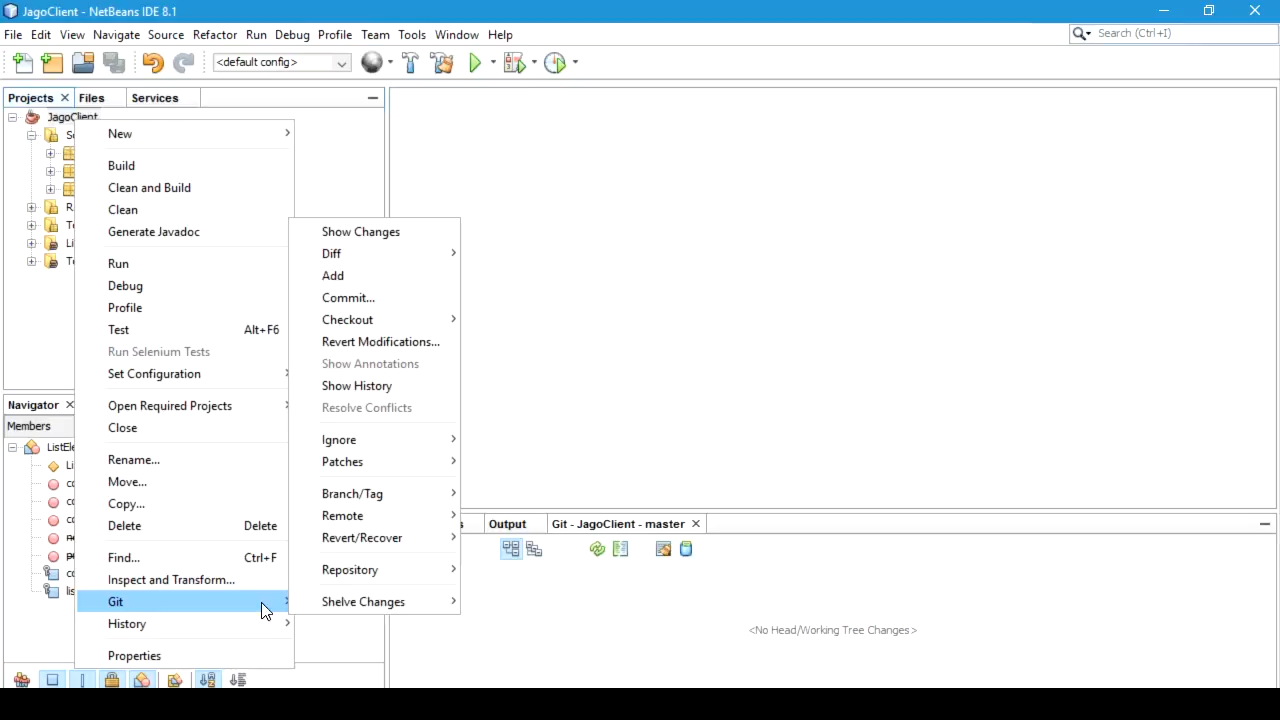 JagoClient - NetBeans IDE 8.1
File Edit View Navigate Source Refactor Run Debug Profile Team Tools Window Help
Search (Ctrl+I)
<default config>
Projects Files Services
JagoClient
New
Build
Clean and Build
Clean
Generate Javadoc
Run
Debug
Profile
Test Alt+F6
Run Selenium Tests
Set Configuration
Open Required Projects
Close
Rename...
Move...
Copy...
Delete Delete
Find... Ctrl+F
Inspect and Transform...
Git
History
Properties
Show Changes
Diff
Add
Commit...
Checkout
Revert Modifications...
Show Annotations
Show History
Resolve Conflicts
Ignore
Patches
Branch/Tag
Remote
Revert/Recover
Repository
Shelve Changes
Navigator
Members
Output Git - JagoClient - master
<No Head/Working Tree Changes>